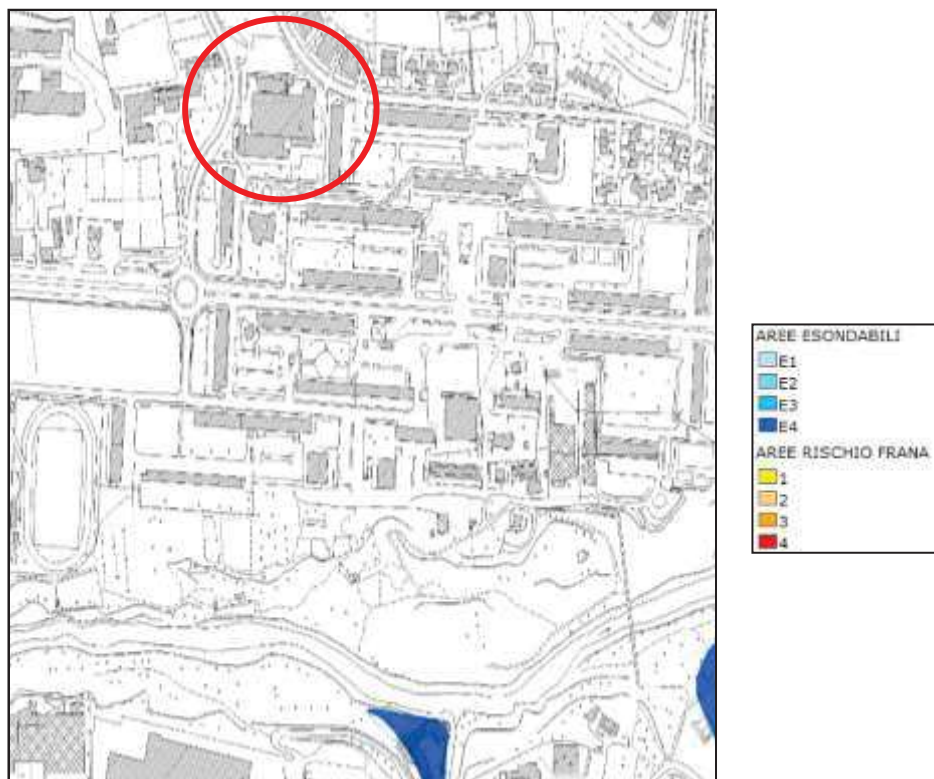 AREE ESONDABILI
E1
E2
E3
E4
AREE RISCHIO FRANA
1
2
3
4